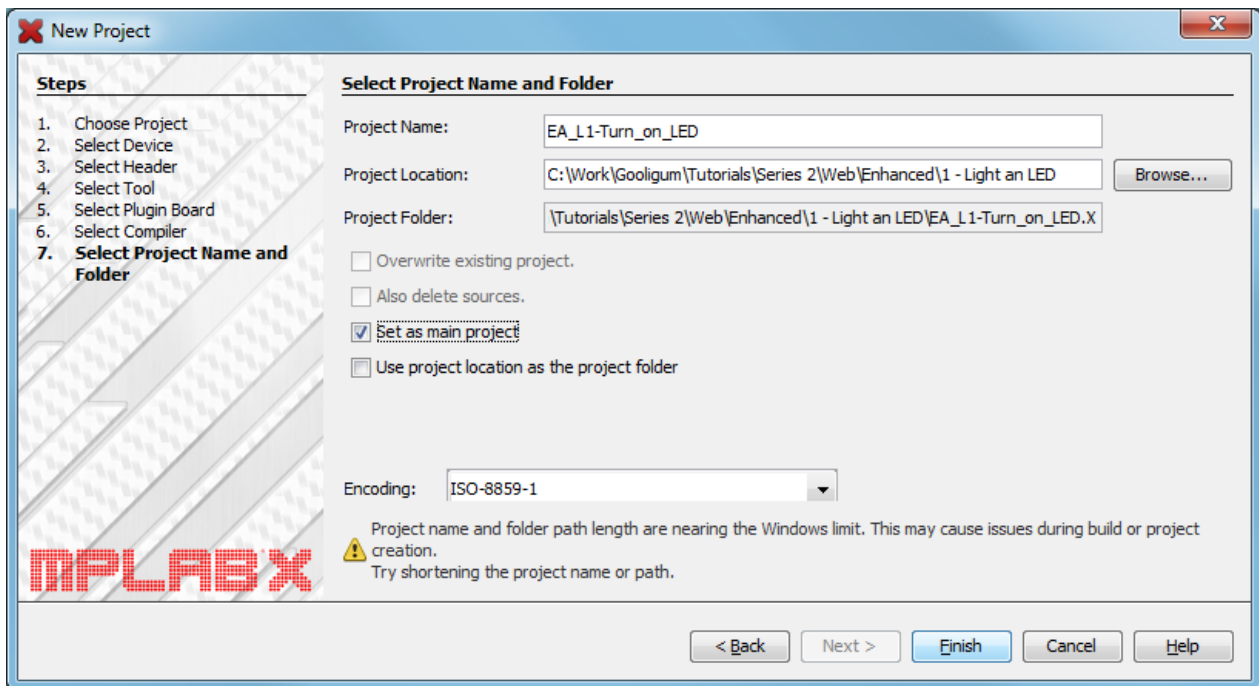 New Project
Steps
1. Choose Project
2. Select Device
3. Select Header
4. Select Tool
5. Select Plugin Board
6. Select Compiler
7. Select Project Name and
Folder
MPLAB X
Select Project Name and Folder
Project Name: EA_L1-Turn_on_LED
Project Location: C:\Work\Gooligum\Tutorials\Series 2\Web\Enhanced\1 - Light an LED Browse...
Project Folder: \Tutorials\Series 2\Web\Enhanced\1 - Light an LED\EA_L1-Turn_on_LED.X
Overwrite existing project.
Also delete sources.
Set as main project
Use project location as the project folder
Encoding: ISO-8859-1
Project name and folder path length are nearing the Windows limit. This may cause issues during build or project
creation.
Try shortening the project name or path.
< Back Next > Finish Cancel Help